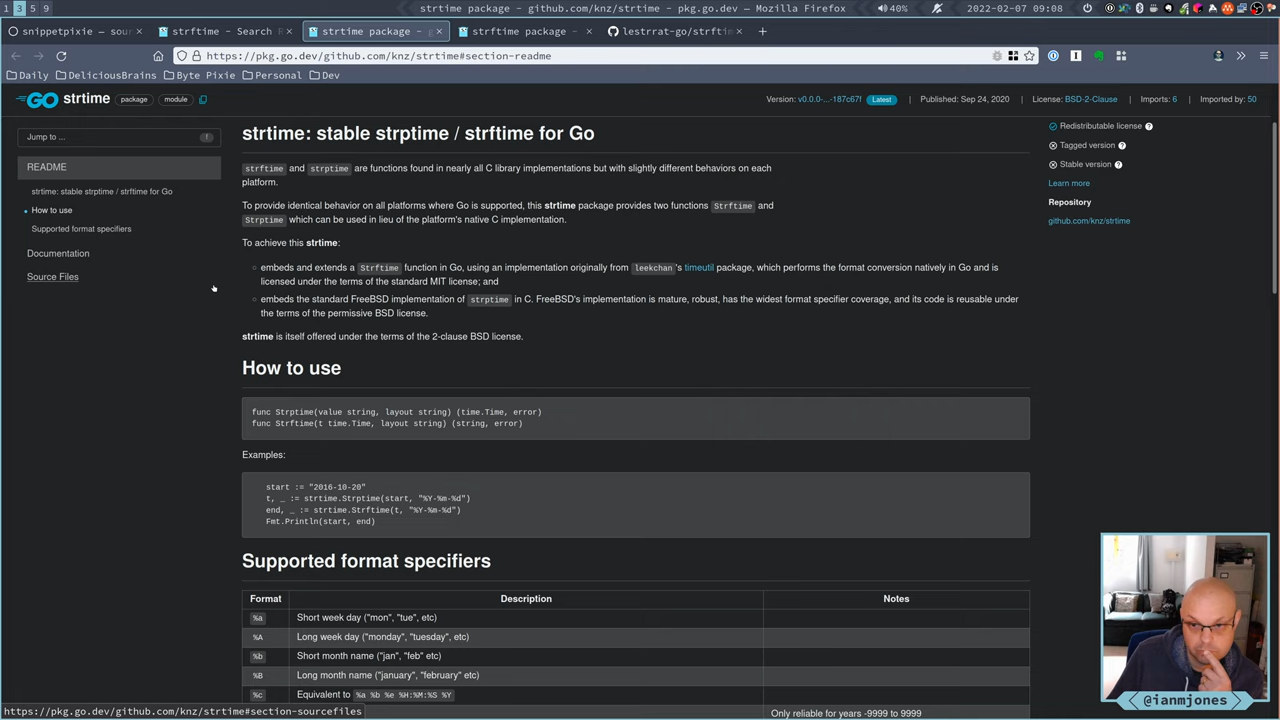 1 3 5 9
strtime package - github.com/knz/strtime - pkg.go.dev — Mozilla Firefox
40%
2022-02-07 09:08
snippetpixie — sour
strftime - Search R
strtime package - g
strftime package -
lestrrat-go/strftim
https://pkg.go.dev/github.com/knz/strtime#section-readme
Daily DeliciousBrains Byte Pixie Personal Dev
GO strtime package module
Version: v0.0.0-...-187c67f Latest | Published: Sep 24, 2020 | License: BSD-2-Clause | Imports: 6 | Imported by: 50
Jump to ... f
README
strtime: stable strptime / strftime for Go
How to use
Supported format specifiers
Documentation
Source Files
strtime: stable strptime / strftime for Go
strftime and strptime are functions found in nearly all C library implementations but with slightly different behaviors on each
platform.
To provide identical behavior on all platforms where Go is supported, this strtime package provides two functions Strftime and
Strptime which can be used in lieu of the platform's native C implementation.
To achieve this strtime:
embeds and extends a Strftime function in Go, using an implementation originally from leekchan's timeutil package, which performs the format conversion natively in Go and is
licensed under the terms of the standard MIT license; and
embeds the standard FreeBSD implementation of strptime in C. FreeBSD's implementation is mature, robust, has the widest format specifier coverage, and its code is reusable under
the terms of the permissive BSD license.
strtime is itself offered under the terms of the 2-clause BSD license.
How to use
func Strptime(value string, layout string) (time.Time, error)
func Strftime(t time.Time, layout string) (string, error)
Examples:
start := "2016-10-20"
t, _ := strtime.Strptime(start, "%Y-%m-%d")
end, _ := strtime.Strftime(t, "%Y-%m-%d")
Fmt.Println(start, end)
Supported format specifiers
Format Description Notes
%a Short week day ("mon", "tue", etc)
%A Long week day ("monday", "tuesday", etc)
%b Short month name ("jan", "feb" etc)
%B Long month name ("january", "february" etc)
%c Equivalent to %a %b %e %H:%M:%S %Y
Only reliable for years -9999 to 9999
Redistributable license
Tagged version
Stable version
Learn more
Repository
github.com/knz/strtime
https://pkg.go.dev/github.com/knz/strtime#section-sourcefiles
@ianmjones